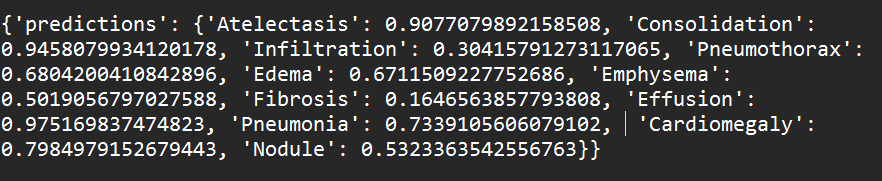 {'predictions': {'Atelectasis': 0.9077079892158508, 'Consolidation':
0.9458079934120178, 'Infiltration': 0.30415791273117065, 'Pneumothorax':
0.6804200410842896, 'Edema': 0.6711509227752686, 'Emphysema':
0.5019056797027588, 'Fibrosis': 0.1646563857793808, 'Effusion':
0.975169837474823, 'Pneumonia': 0.7339105606079102, 'Cardiomegaly':
0.7984979152679443, 'Nodule': 0.5323363542556763}}